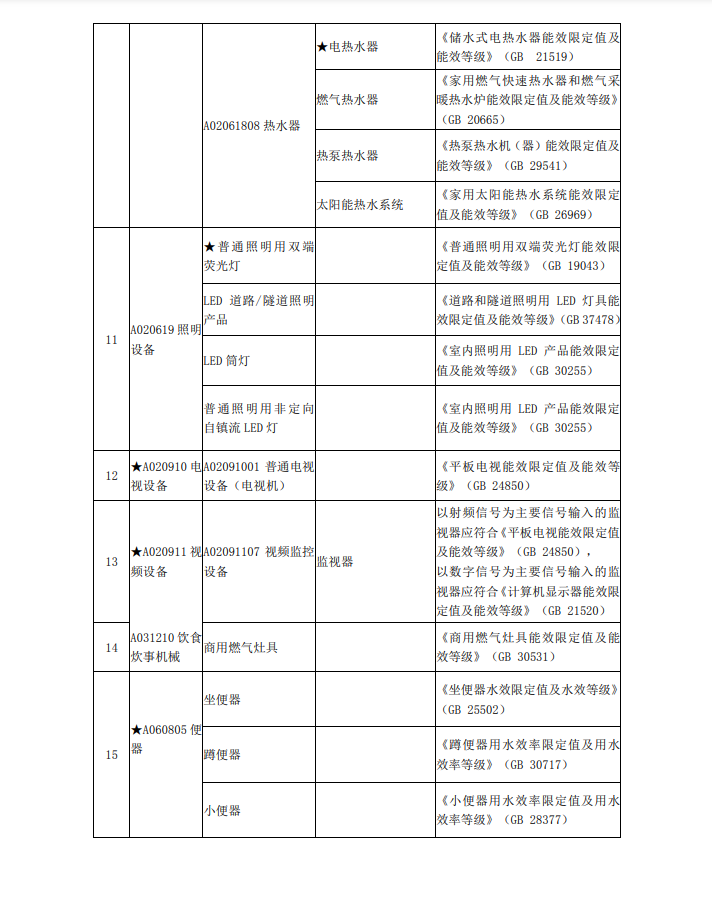 ★电热水器
《储水式电热水器能效限定值及
能效等级》（GB 21519）
A02061808 热水器
燃气热水器
《家用燃气快速热水器和燃气采
暖热水炉能效限定值及能效等级》
（GB 20665）
热泵热水器
《热泵热水机（器）能效限定值及
能效等级》（GB 29541）
太阳能热水系统
《家用太阳能热水系统能效限定
值及能效等级》（GB 26969）
11
A020619 照明
设备
★普通照明用双端
荧光灯
《普通照明用双端荧光灯能效限
定值及能效等级》（GB 19043）
LED 道路/隧道照明
产品
《道路和隧道照明用 LED 灯具能
效限定值及能效等级》（GB 37478）
LED 筒灯
《室内照明用 LED 产品能效限定
值及能效等级》（GB 30255）
普通照明用非定向
自镇流 LED 灯
《室内照明用 LED 产品能效限定
值及能效等级》（GB 30255）
12
★A020910 电
视设备
A02091001 普通电视
设备（电视机）
《平板电视能效限定值及能效等
级》（GB 24850）
13
★A020911 视
频设备
A02091107 视频监控
设备
监视器
以射频信号为主要信号输入的监
视器应符合《平板电视能效限定值
及能效等级》（GB 24850），
以数字信号为主要信号输入的监
视器应符合《计算机显示器能效限
定值及能效等级》（GB 21520）
14
A031210 饮食
炊事机械
商用燃气灶具
《商用燃气灶具能效限定值及能
效等级》（GB 30531）
15
★A060805 便
器
坐便器
《坐便器水效限定值及水效等级》
（GB 25502）
蹲便器
《蹲便器用水效率限定值及用水
效率等级》（GB 30717）
小便器
《小便器用水效率限定值及用水
效率等级》（GB 28377）